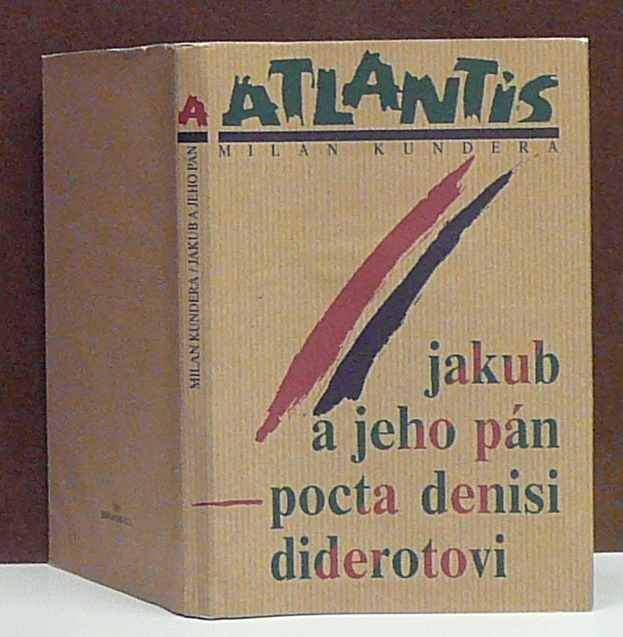 A
ATLANTIS
MILAN KUNDERA
MILAN KUNDERA / JAKUB A JEHO PÁN
jakub
a jeho pán
pocta denisi
diderotovi